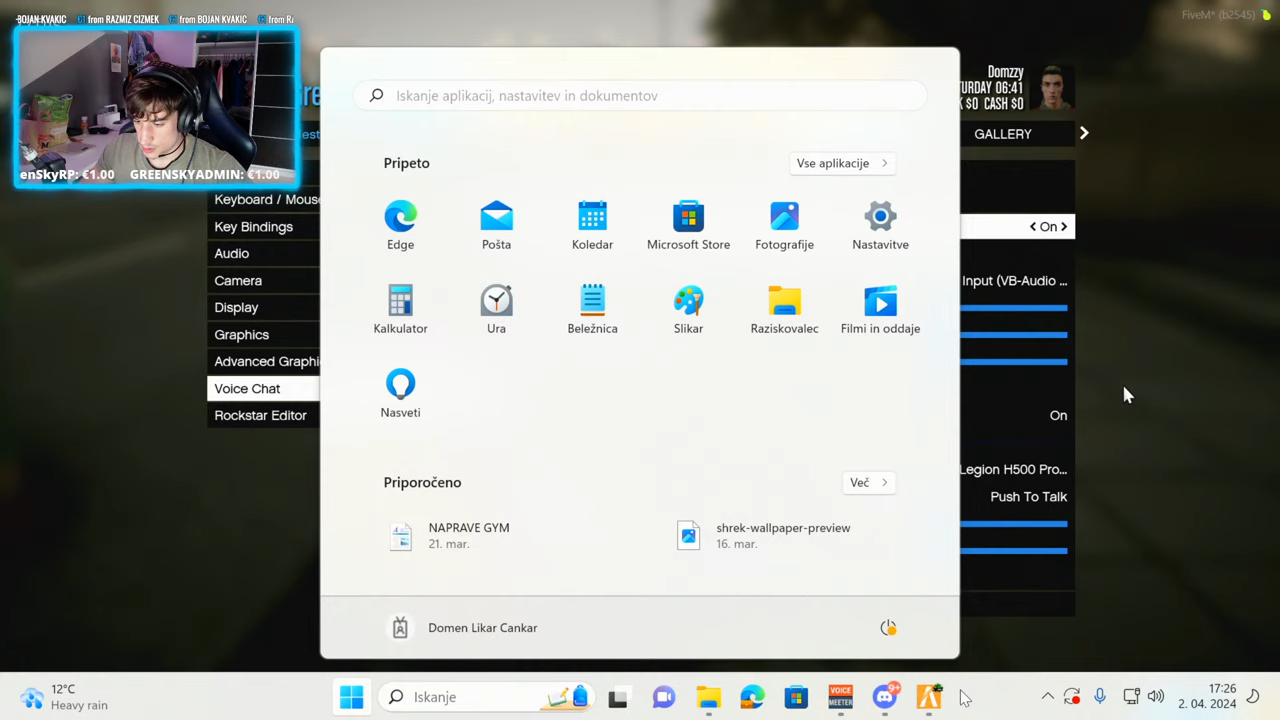 BOJAN KVAKIC from RAZMIZ CIZMEK from BOJAN KVAKIC from
FiveM* (b2545)
enSkyRP: €1.00 GREENSKYADMIN: €1.00
Iskanje aplikacij, nastavitev in dokumentov
Domzzy
06:41
$0 CASH $0
GALLERY
Pripeto
Vse aplikacije
Edge
Pošta
Koledar
Microsoft Store
Fotografije
Nastavitve
Kalkulator
Ura
Beležnica
Slikar
Raziskovalec
Filmi in oddaje
Nasveti
Priporočeno
Več
NAPRAVE GYM
21. mar.
shrek-wallpaper-preview
16. mar.
Domen Likar Cankar
Keyboard / Mouse
Key Bindings
Audio
Camera
Display
Graphics
Advanced Graphi
Voice Chat
Rockstar Editor
On
Input (VB-Audio ...
On
Legion H500 Pro...
Push To Talk
12°C
Heavy rain
Iskanje
VOICE
MEETER
9+
17:26
2. 04. 2024